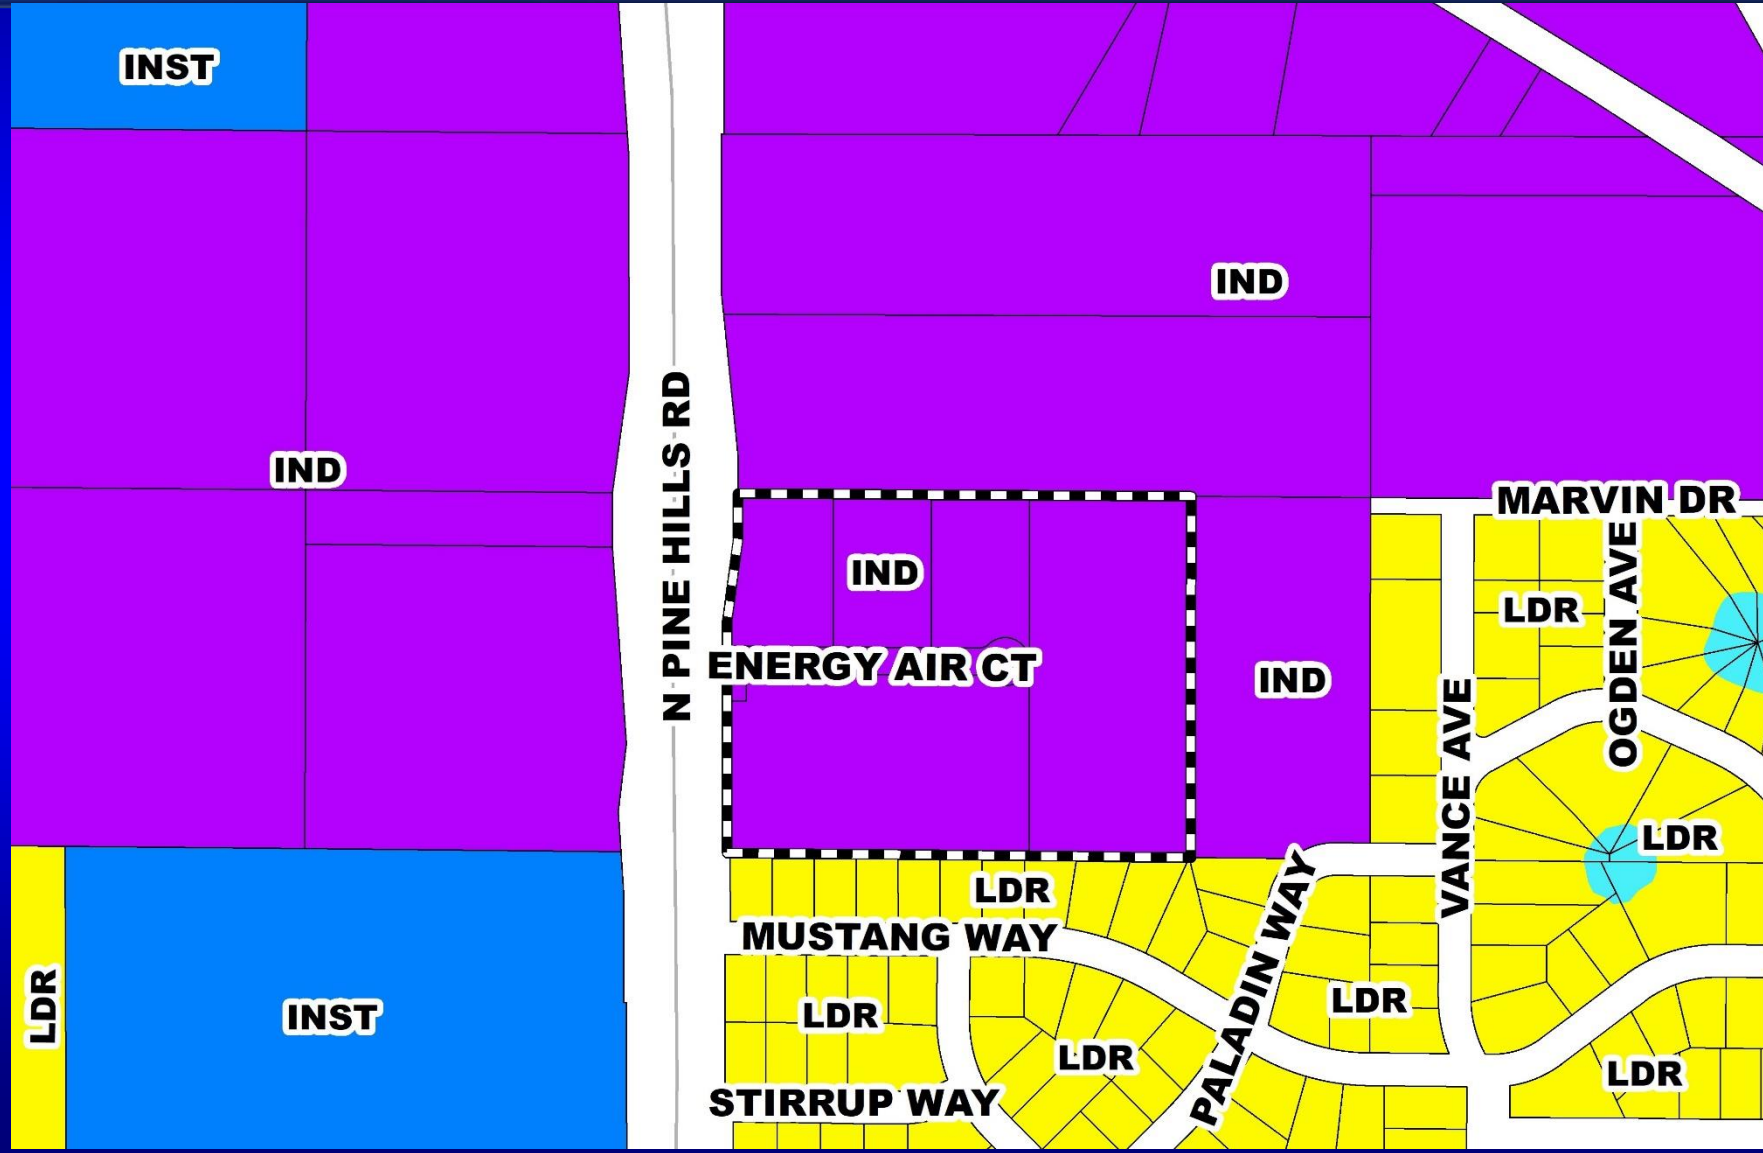 INST
IND
N PINE HILLS RD
IND
MARVIN DR
IND
LDR
OGDEN AVE
ENERGY AIR CT
IND
VANCE AVE
LDR
LDR
MUSTANG WAY
PALADIN WAY
LDR
INST
LDR
LDR
LDR
LDR
STIRRUP WAY
IND